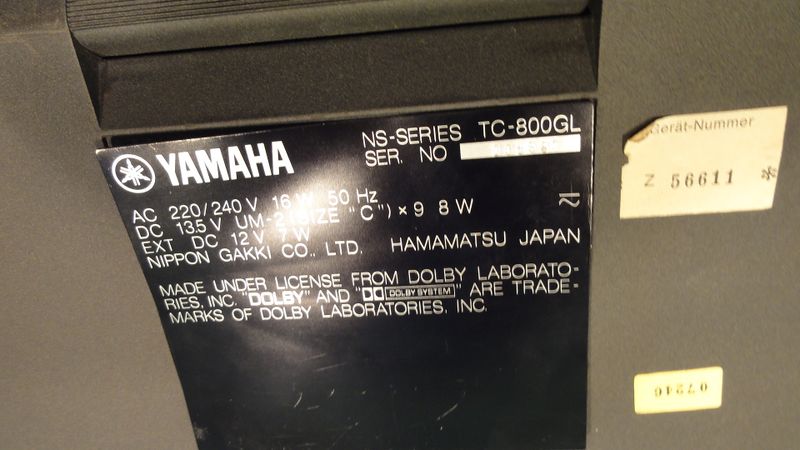 NS-SERIES TC-800GL
YAMAHA
SER. NO
AC 220/240 V 16 W 50 Hz
DC 13.5 V UM-2 (SIZE "C") × 9 8 W
EXT DC 12 V 7 W
NIPPON GAKKI CO., LTD. HAMAMATSU JAPAN
MADE UNDER LICENSE FROM DOLBY LABORATO-
RIES, INC. "DOLBY" AND "DOLBY SYSTEM" ARE TRADE-
MARKS OF DOLBY LABORATORIES, INC.
Gerät-Nummer
Z 56611 *
07246